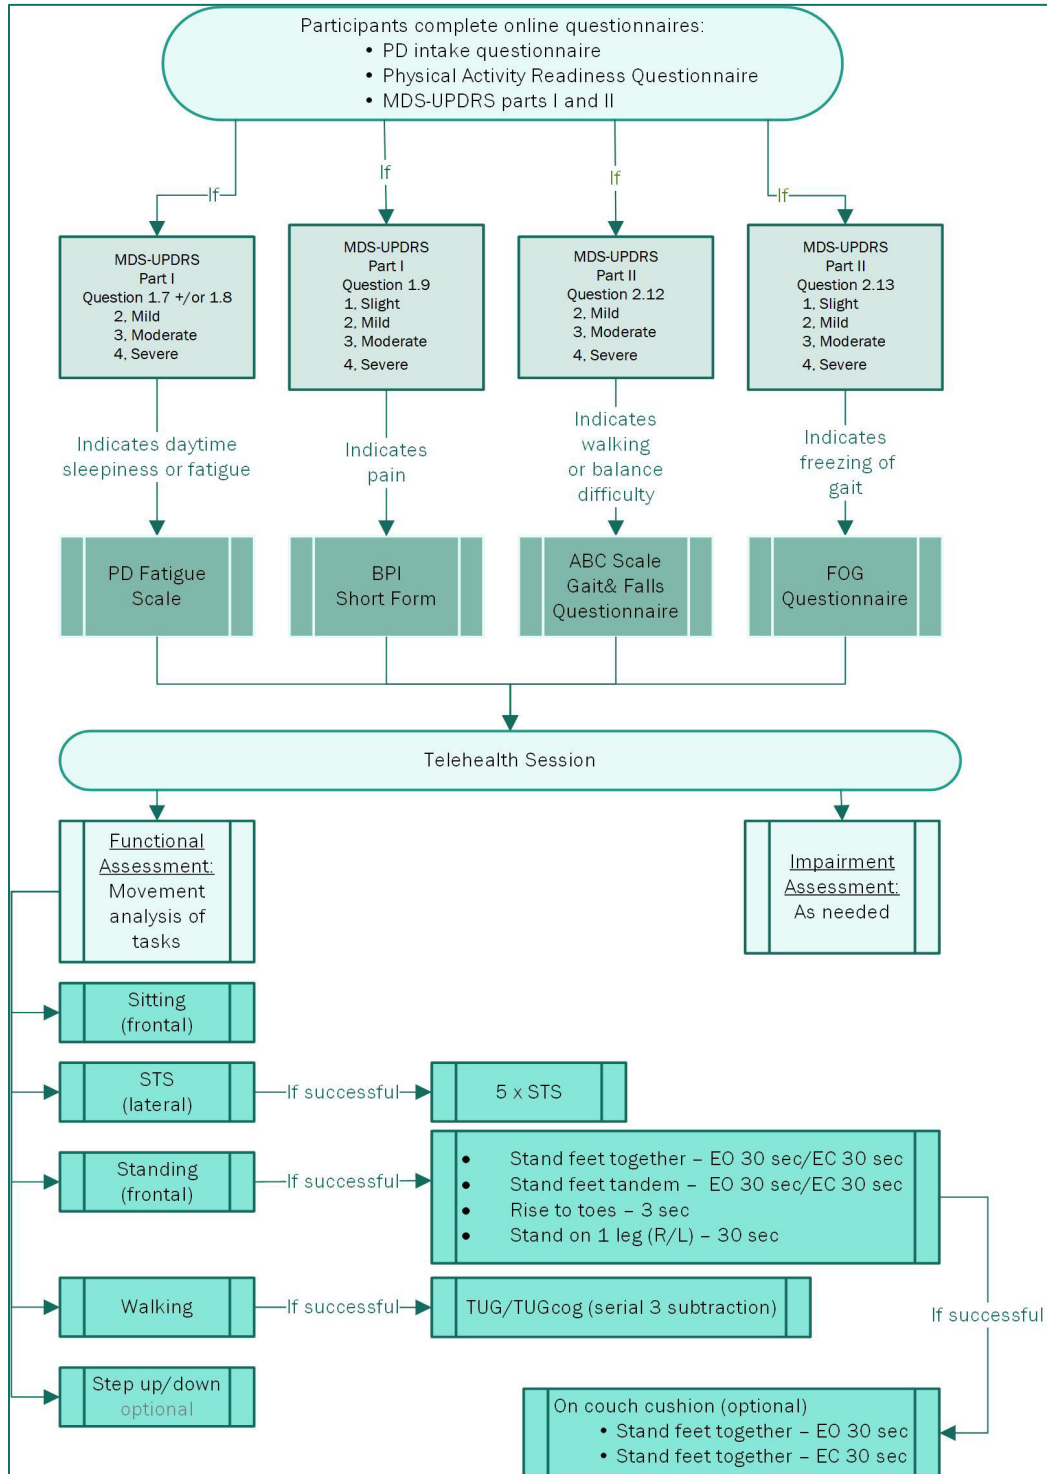 Participants complete online questionnaires:
• PD intake questionnaire
• Physical Activity Readiness Questionnaire
• MDS-UPDRS parts I and II
If
If
If
If
MDS-UPDRS
Part I
Question 1.7 +/or 1.8
2, Mild
3, Moderate
4, Severe
MDS-UPDRS
Part I
Question 1.9
1, Slight
2, Mild
3, Moderate
4, Severe
MDS-UPDRS
Part II
Question 2.12
2, Mild
3, Moderate
4, Severe
MDS-UPDRS
Part II
Question 2.13
1, Slight
2, Mild
3, Moderate
4, Severe
Indicates daytime
sleepiness or fatigue
Indicates
pain
Indicates
walking
or balance
difficulty
Indicates
freezing of
gait
PD Fatigue
Scale
BPI
Short Form
ABC Scale
Gait& Falls
Questionnaire
FOG
Questionnaire
Telehealth Session
Functional
Assessment:
Movement
analysis of
tasks
Impairment
Assessment:
As needed
Sitting
(frontal)
STS
(lateral)
If successful
5 x STS
Standing
(frontal)
If successful
• Stand feet together – EO 30 sec/EC 30 sec
• Stand feet tandem – EO 30 sec/EC 30 sec
• Rise to toes – 3 sec
• Stand on 1 leg (R/L) – 30 sec
Walking
If successful
TUG/TUGcog (serial 3 subtraction)
If successful
Step up/down
optional
On couch cushion (optional)
• Stand feet together – EO 30 sec
• Stand feet together – EC 30 sec